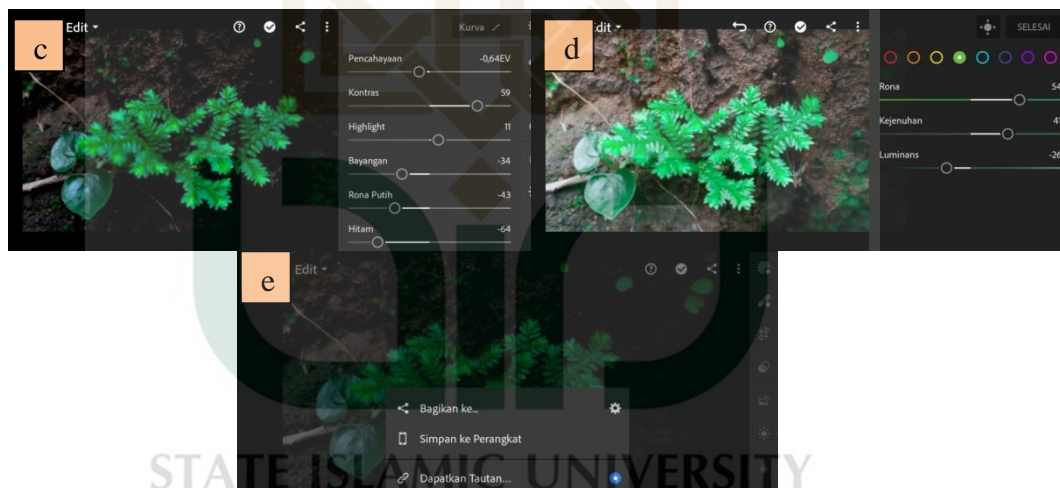 c
Edit
Kurva
Pencahayaan -0,64EV
Kontras 59
Highlight 11
Bayangan -34
Rona Putih -43
Hitam -64
d
dit
SELESAI
Rona 54
Kejenuhan 41
Luminans -26
e
Edit
Bagikan ke...
Simpan ke Perangkat
Dapatkan Tautan...
STATE ISLAMIC UNIVERSITY